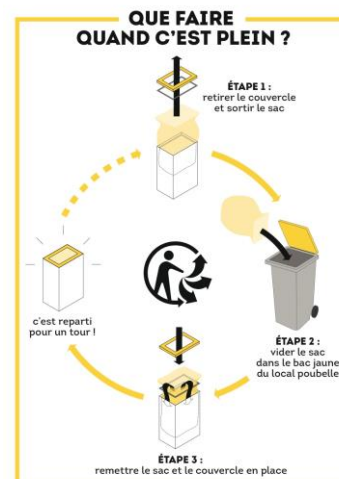 QUE FAIRE
QUAND C'EST PLEIN ?
ÉTAPE 1 :
retirer le couvercle
et sortir le sac
ÉTAPE 2 :
vider le sac
dans le bac jaune
du local poubelle
ÉTAPE 3 :
remettre le sac et le couvercle en place
c'est reparti
pour un tour !